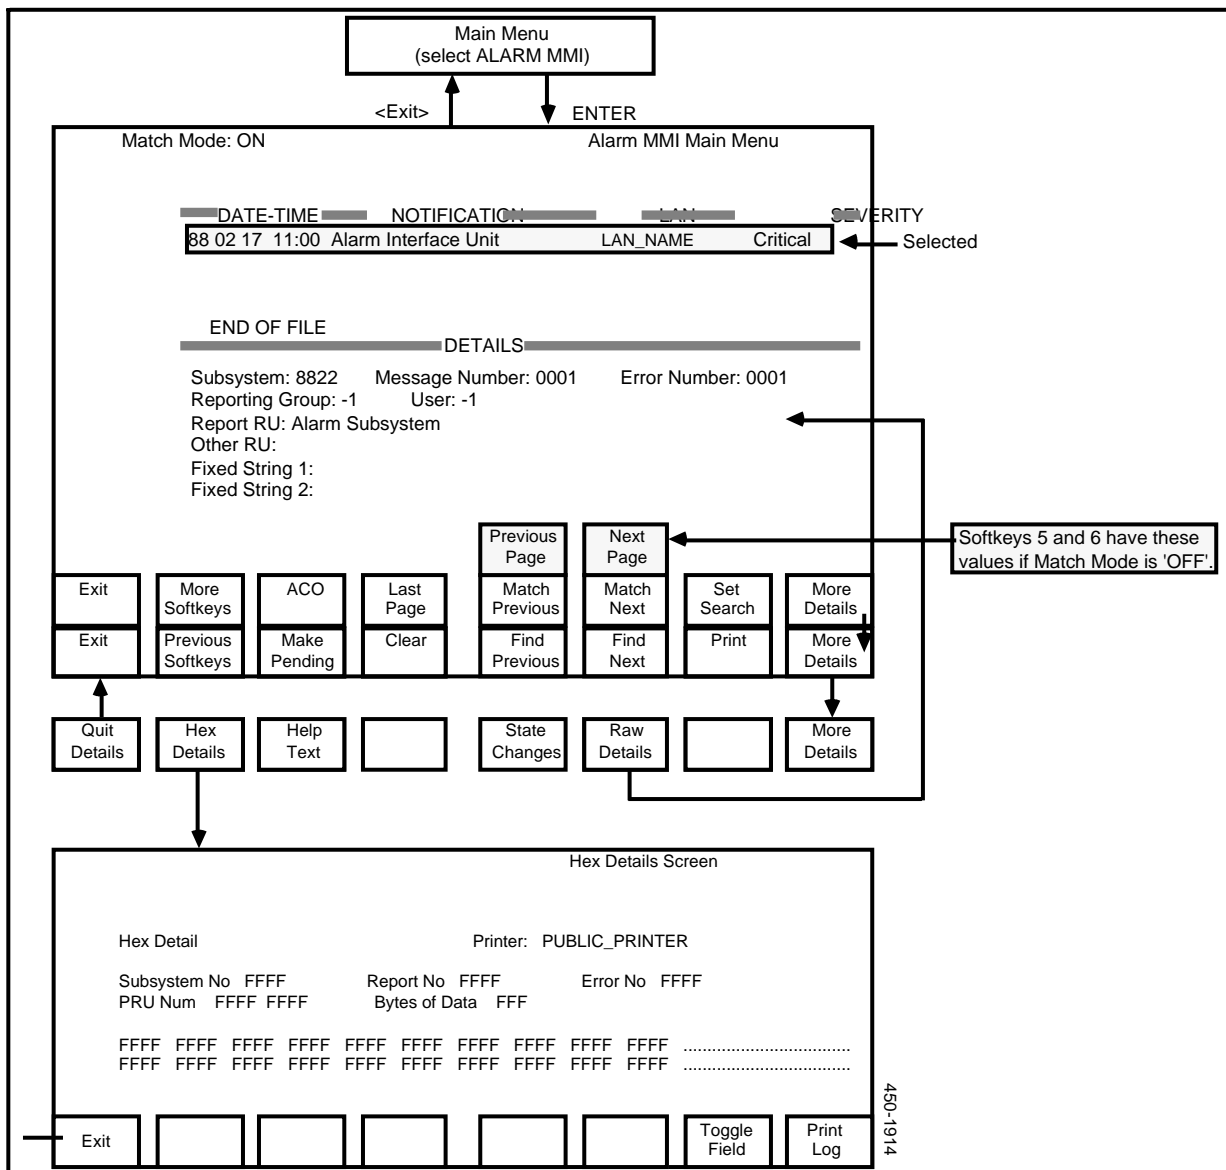 Main Menu
(select ALARM MMI)
<Exit>
ENTER
Match Mode: ON
Alarm MMI Main Menu
DATE-TIME NOTIFICATION LAN SEVERITY
88 02 17 11:00 Alarm Interface Unit LAN_NAME Critical
Selected
END OF FILE
DETAILS
Subsystem: 8822 Message Number: 0001 Error Number: 0001
Reporting Group: -1 User: -1
Report RU: Alarm Subsystem
Other RU:
Fixed String 1:
Fixed String 2:
Previous
Page
Next
Page
Softkeys 5 and 6 have these
values if Match Mode is 'OFF'.
Exit
More
Softkeys
ACO
Last
Page
Match
Previous
Match
Next
Set
Search
More
Details
Exit
Previous
Softkeys
Make
Pending
Clear
Find
Previous
Find
Next
Print
More
Details
Quit
Details
Hex
Details
Help
Text
State
Changes
Raw
Details
More
Details
Hex Details Screen
Hex Detail
Printer: PUBLIC_PRINTER
Subsystem No FFFF Report No FFFF Error No FFFF
PRU Num FFFF FFFF Bytes of Data FFF
FFFF FFFF FFFF FFFF FFFF FFFF FFFF FFFF FFFF FFFF ...................................
FFFF FFFF FFFF FFFF FFFF FFFF FFFF FFFF FFFF FFFF ...................................
Exit
Toggle
Field
Print
Log
450-1914